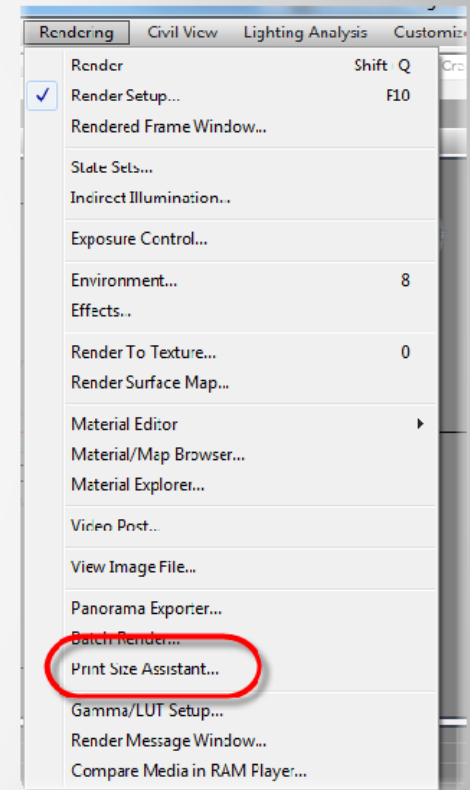 Rendering Civil View Lighting Analysis Customize
Render Shift+Q
Render Setup... F10
Rendered Frame Window...
State Sets...
Indirect Illumination...
Exposure Control...
Environment... 8
Effects...
Render To Texture... 0
Render Surface Map...
Material Editor
Material/Map Browser...
Material Explorer...
Video Post...
View Image File...
Panorama Exporter...
Batch Render...
Print Size Assistant...
Gamma/LUT Setup...
Render Message Window...
Compare Media in RAM Player...